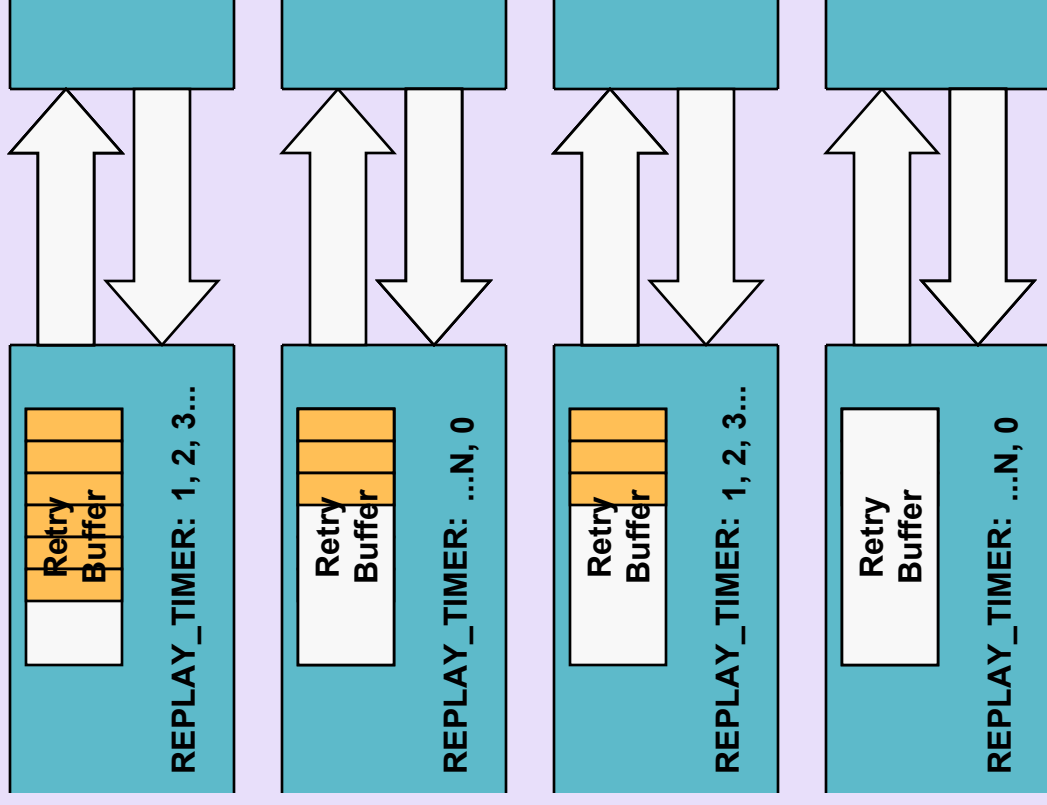 Retry
Buffer
REPLAY_TIMER: 1, 2, 3...
Retry
Buffer
REPLAY_TIMER: ...N, 0
Retry
Buffer
REPLAY_TIMER: 1, 2, 3...
Retry
Buffer
REPLAY_TIMER: ...N, 0